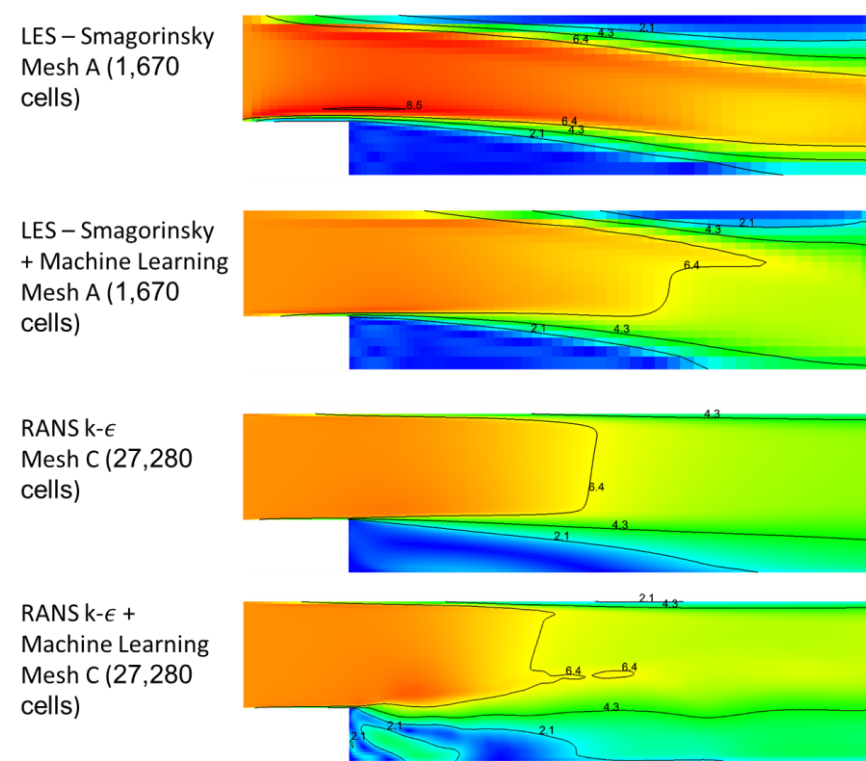 LES – Smagorinsky
Mesh A (1,670
cells)
2.1
4.3
6.4
8.5
6.4
4.3
2.1
LES – Smagorinsky
+ Machine Learning
Mesh A (1,670
cells)
2.1
4.3
6.4
2.1
4.3
RANS k-ϵ
Mesh C (27,280
cells)
4.3
6.4
4.3
2.1
RANS k-ϵ +
Machine Learning
Mesh C (27,280
cells)
2.1
4.3
6.4
6.4
4.3
2.1
2.1
2.1